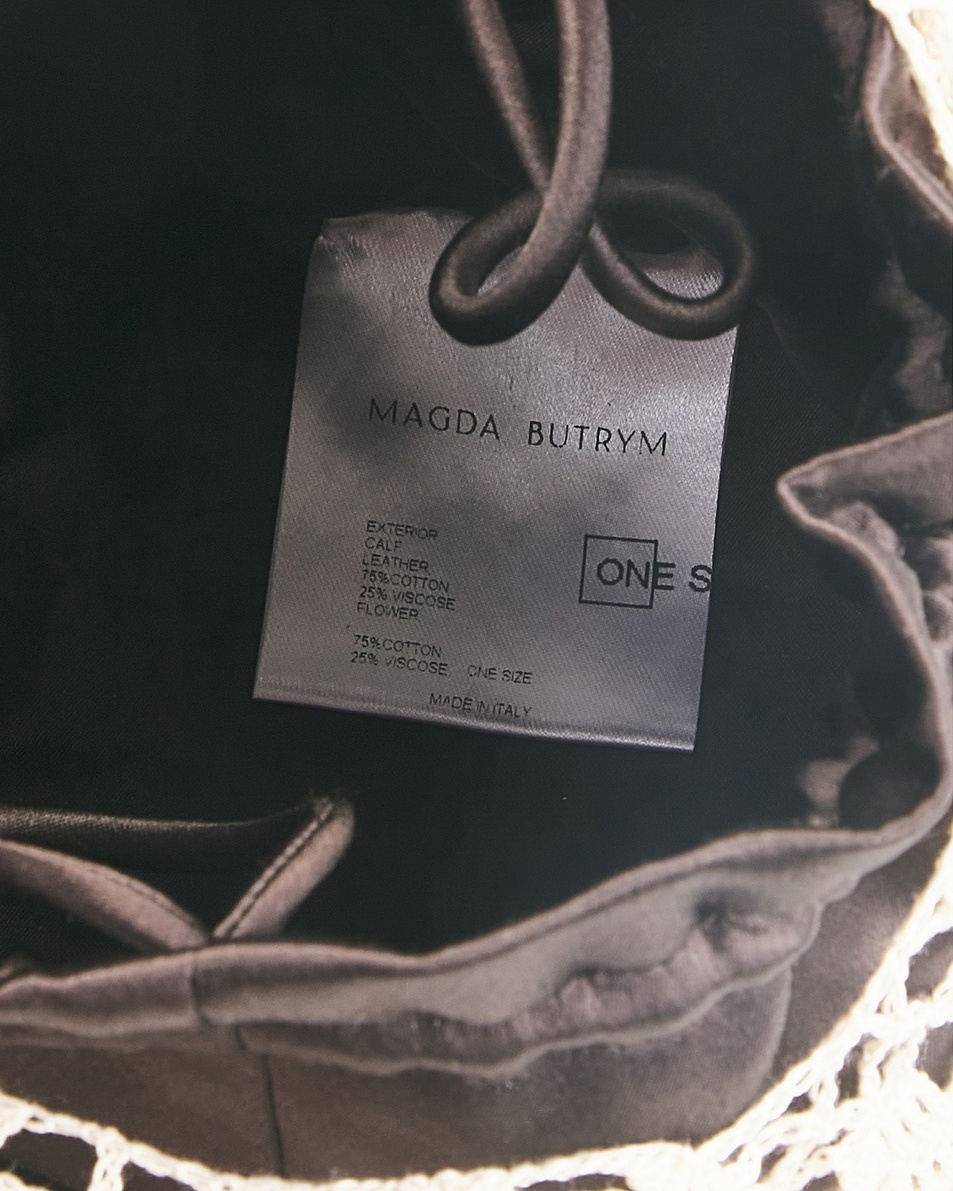 MAGDA BUTRYM
EXTERIOR
CALF
LEATHER
75%COTTON
25% VISCOSE
FLOWER
ONE S
75%COTTON
25% VISCOSE ONE SIZE
MADE IN ITALY